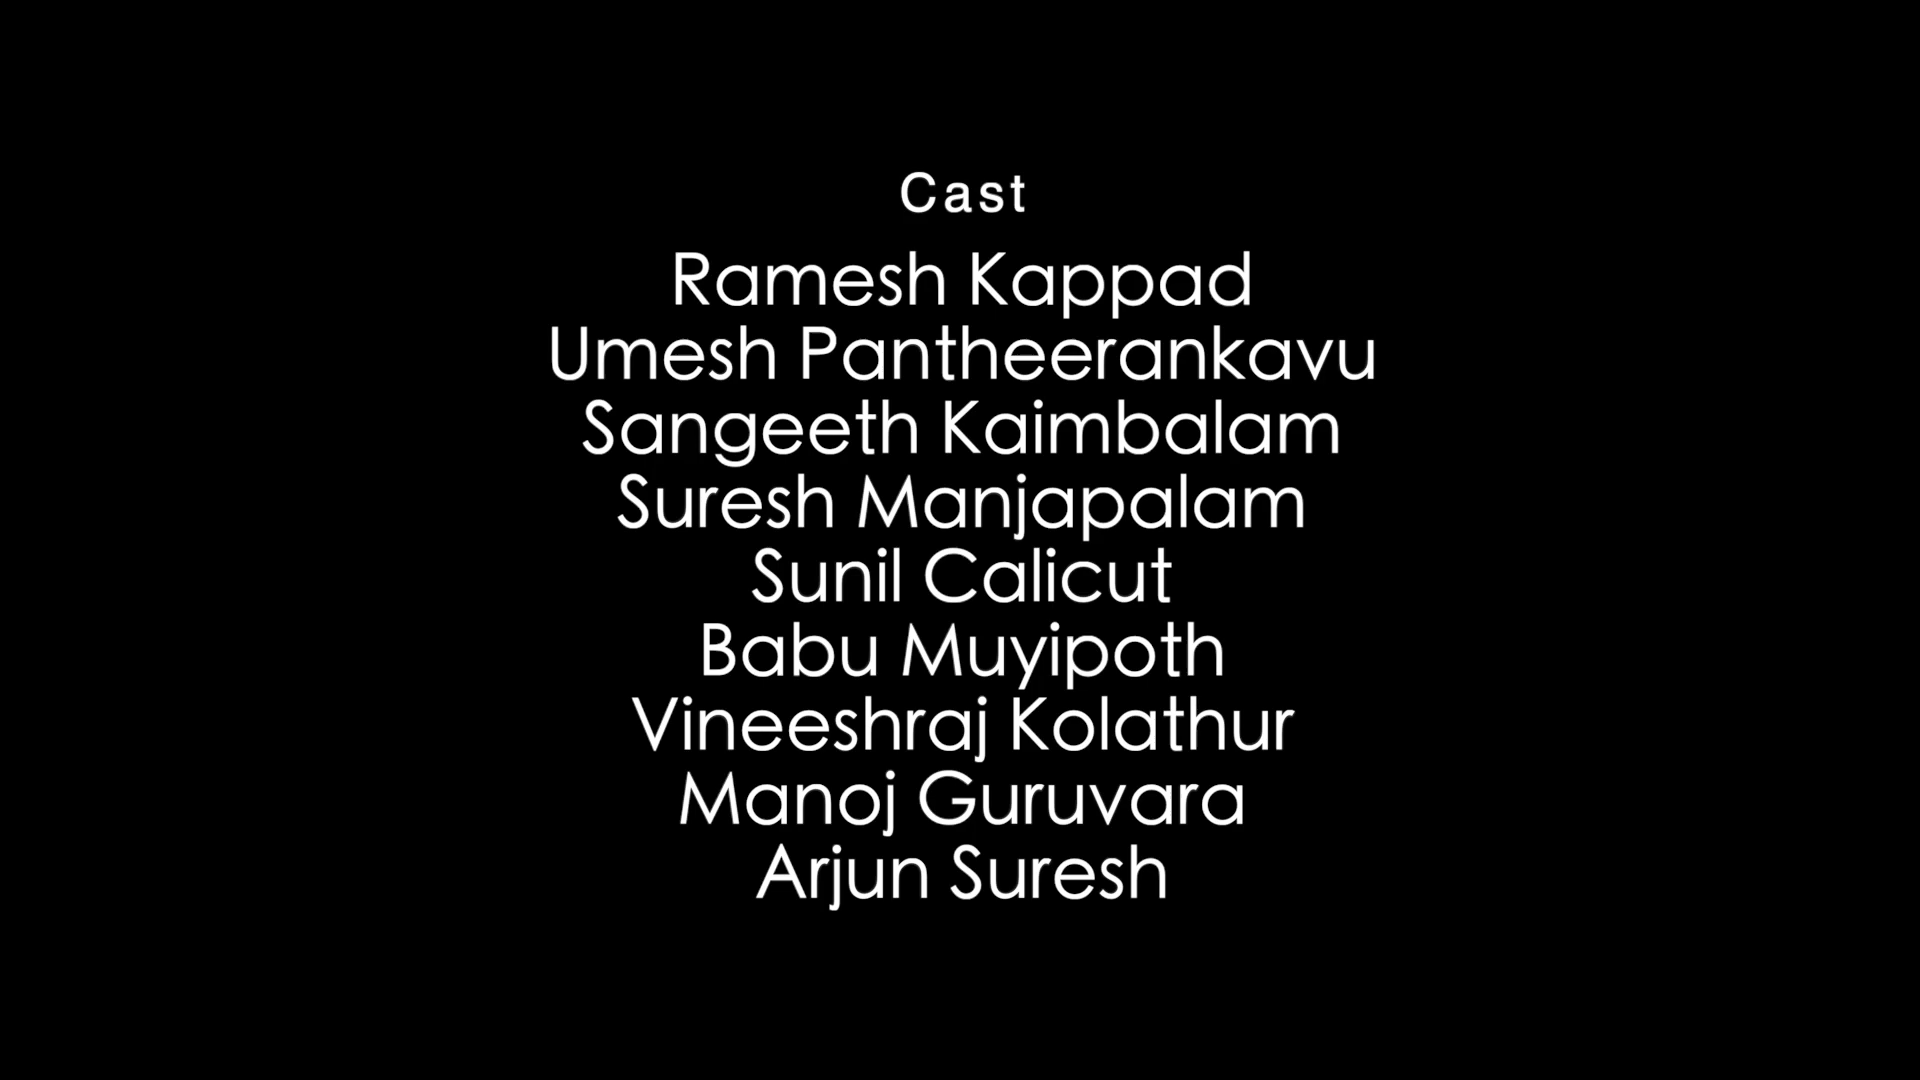 Cast
Ramesh Kappad
Umesh Pantheerankavu
Sangeeth Kaimbalam
Suresh Manjapalam
Sunil Calicut
Babu Muyipoth
Vineeshraj Kolathur
Manoj Guruvara
Arjun Suresh